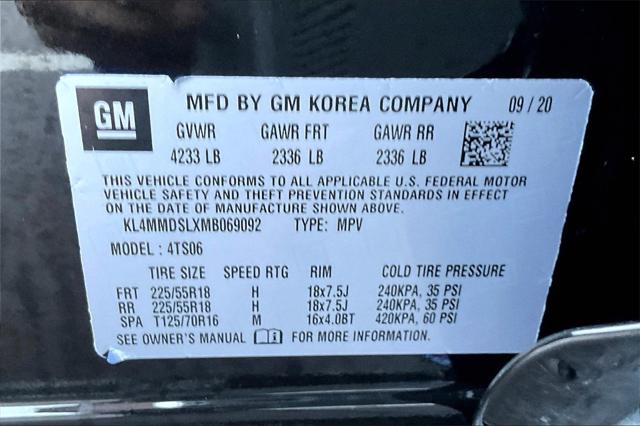 GM
MFD BY GM KOREA COMPANY 09 / 20
GVWR GAWR FRT GAWR RR
4233 LB 2336 LB 2336 LB
THIS VEHICLE CONFORMS TO ALL APPLICABLE U.S. FEDERAL MOTOR
VEHICLE SAFETY AND THEFT PREVENTION STANDARDS IN EFFECT
ON THE DATE OF MANUFACTURE SHOWN ABOVE.
KL4MMDSLXMB069092 TYPE: MPV
MODEL : 4TS06
TIRE SIZE SPEED RTG RIM COLD TIRE PRESSURE
FRT 225/55R18 H 18x7.5J 240KPA, 35 PSI
RR 225/55R18 H 18x7.5J 240KPA, 35 PSI
SPA T125/70R16 M 16x4.0BT 420KPA, 60 PSI
SEE OWNER'S MANUAL FOR MORE INFORMATION.